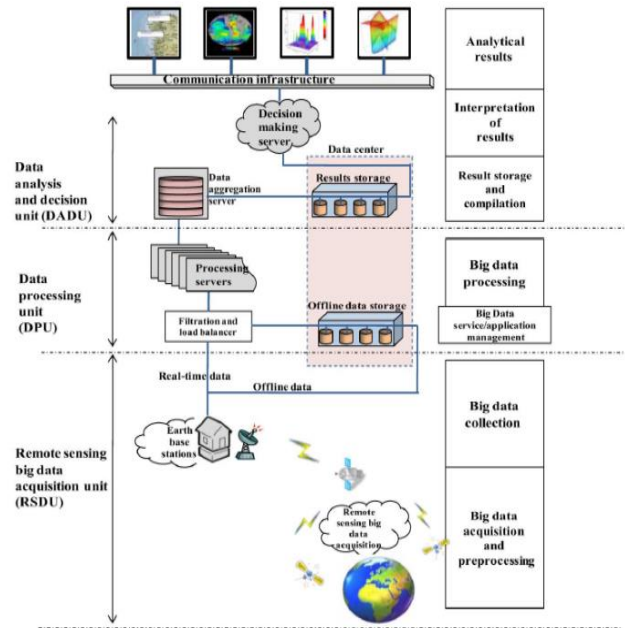 Communication infrastructure
Analytical
results
Decision
making
server
Interpretation
of
results
Data center
Data
analysis
and decision
unit (DADU)
Data
aggregation
server
Results storage
Result storage
and
compilation
Data
processing
unit
(DPU)
Processing
servers
Big data
processing
Filtration and
load balancer
Offline data storage
Big Data
service/application
management
Real-time data
Offline data
Earth
base
stations
Big data
collection
Remote sensing
big data
acquisition unit
(RSDU)
Remote
sensing big
data
acquisition
Big data
acquisition
and
preprocessing